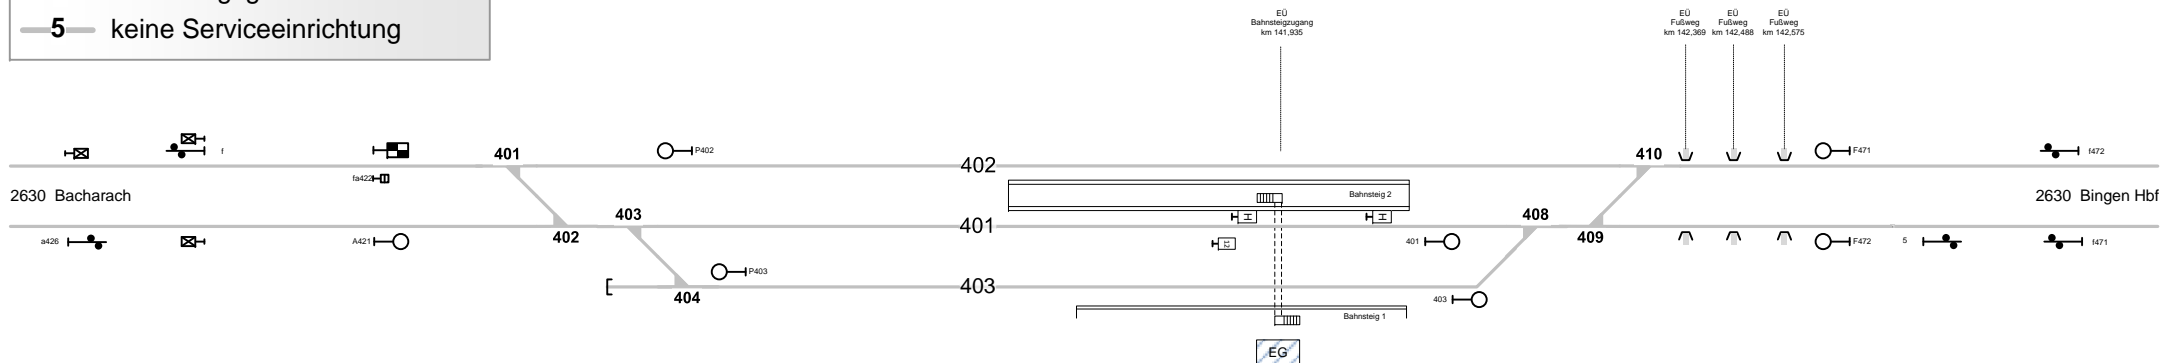 5 keine Serviceeinrichtung
EÜ
Bahnsteigzugang
km 141,935
EÜ
Fußweg
km 142,369
EÜ
Fußweg
km 142,488
EÜ
Fußweg
km 142,575
f
401
P402
402
410
F471
f472
fa422
2630 Bacharach
Bahnsteig 2
2630 Bingen Hbf
403
401
408
H
H
a426
A421
402
12
401
409
F472
5
f471
P403
404
403
403
Bahnsteig 1
EG